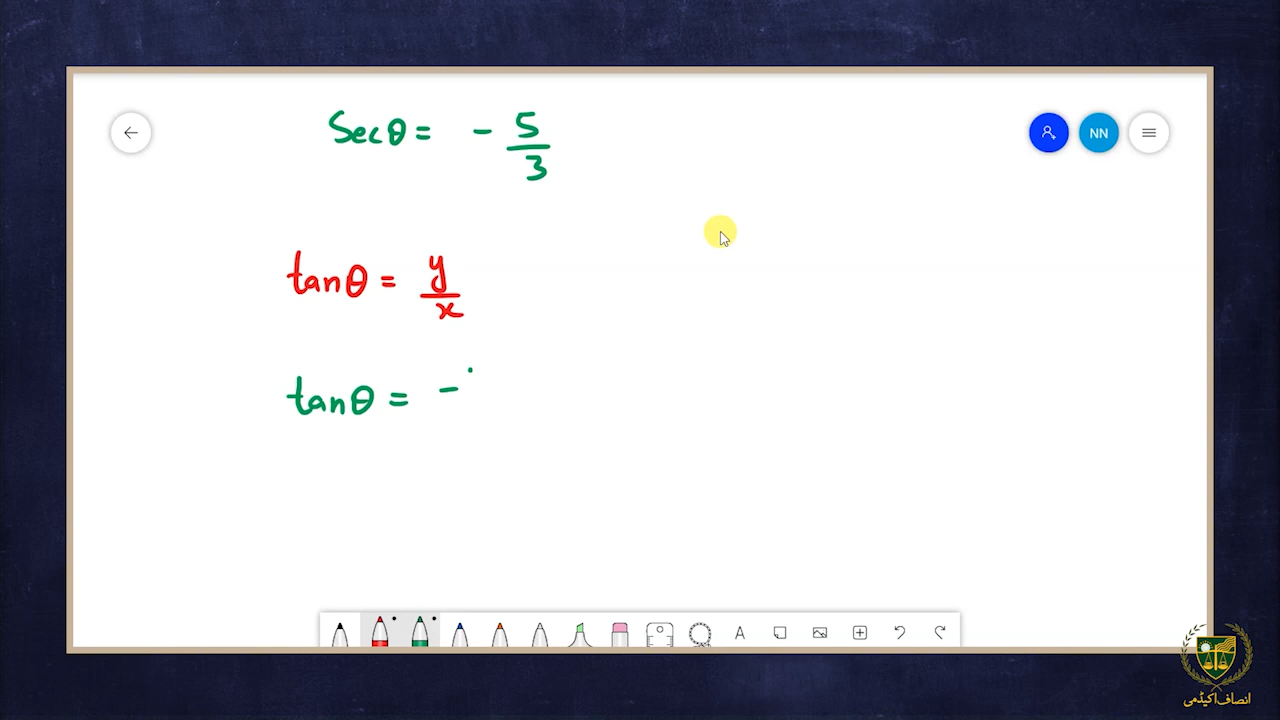 Secθ = - 5/3
NN
tanθ = y/x
tanθ = -
A
انصاف اکیڈمی